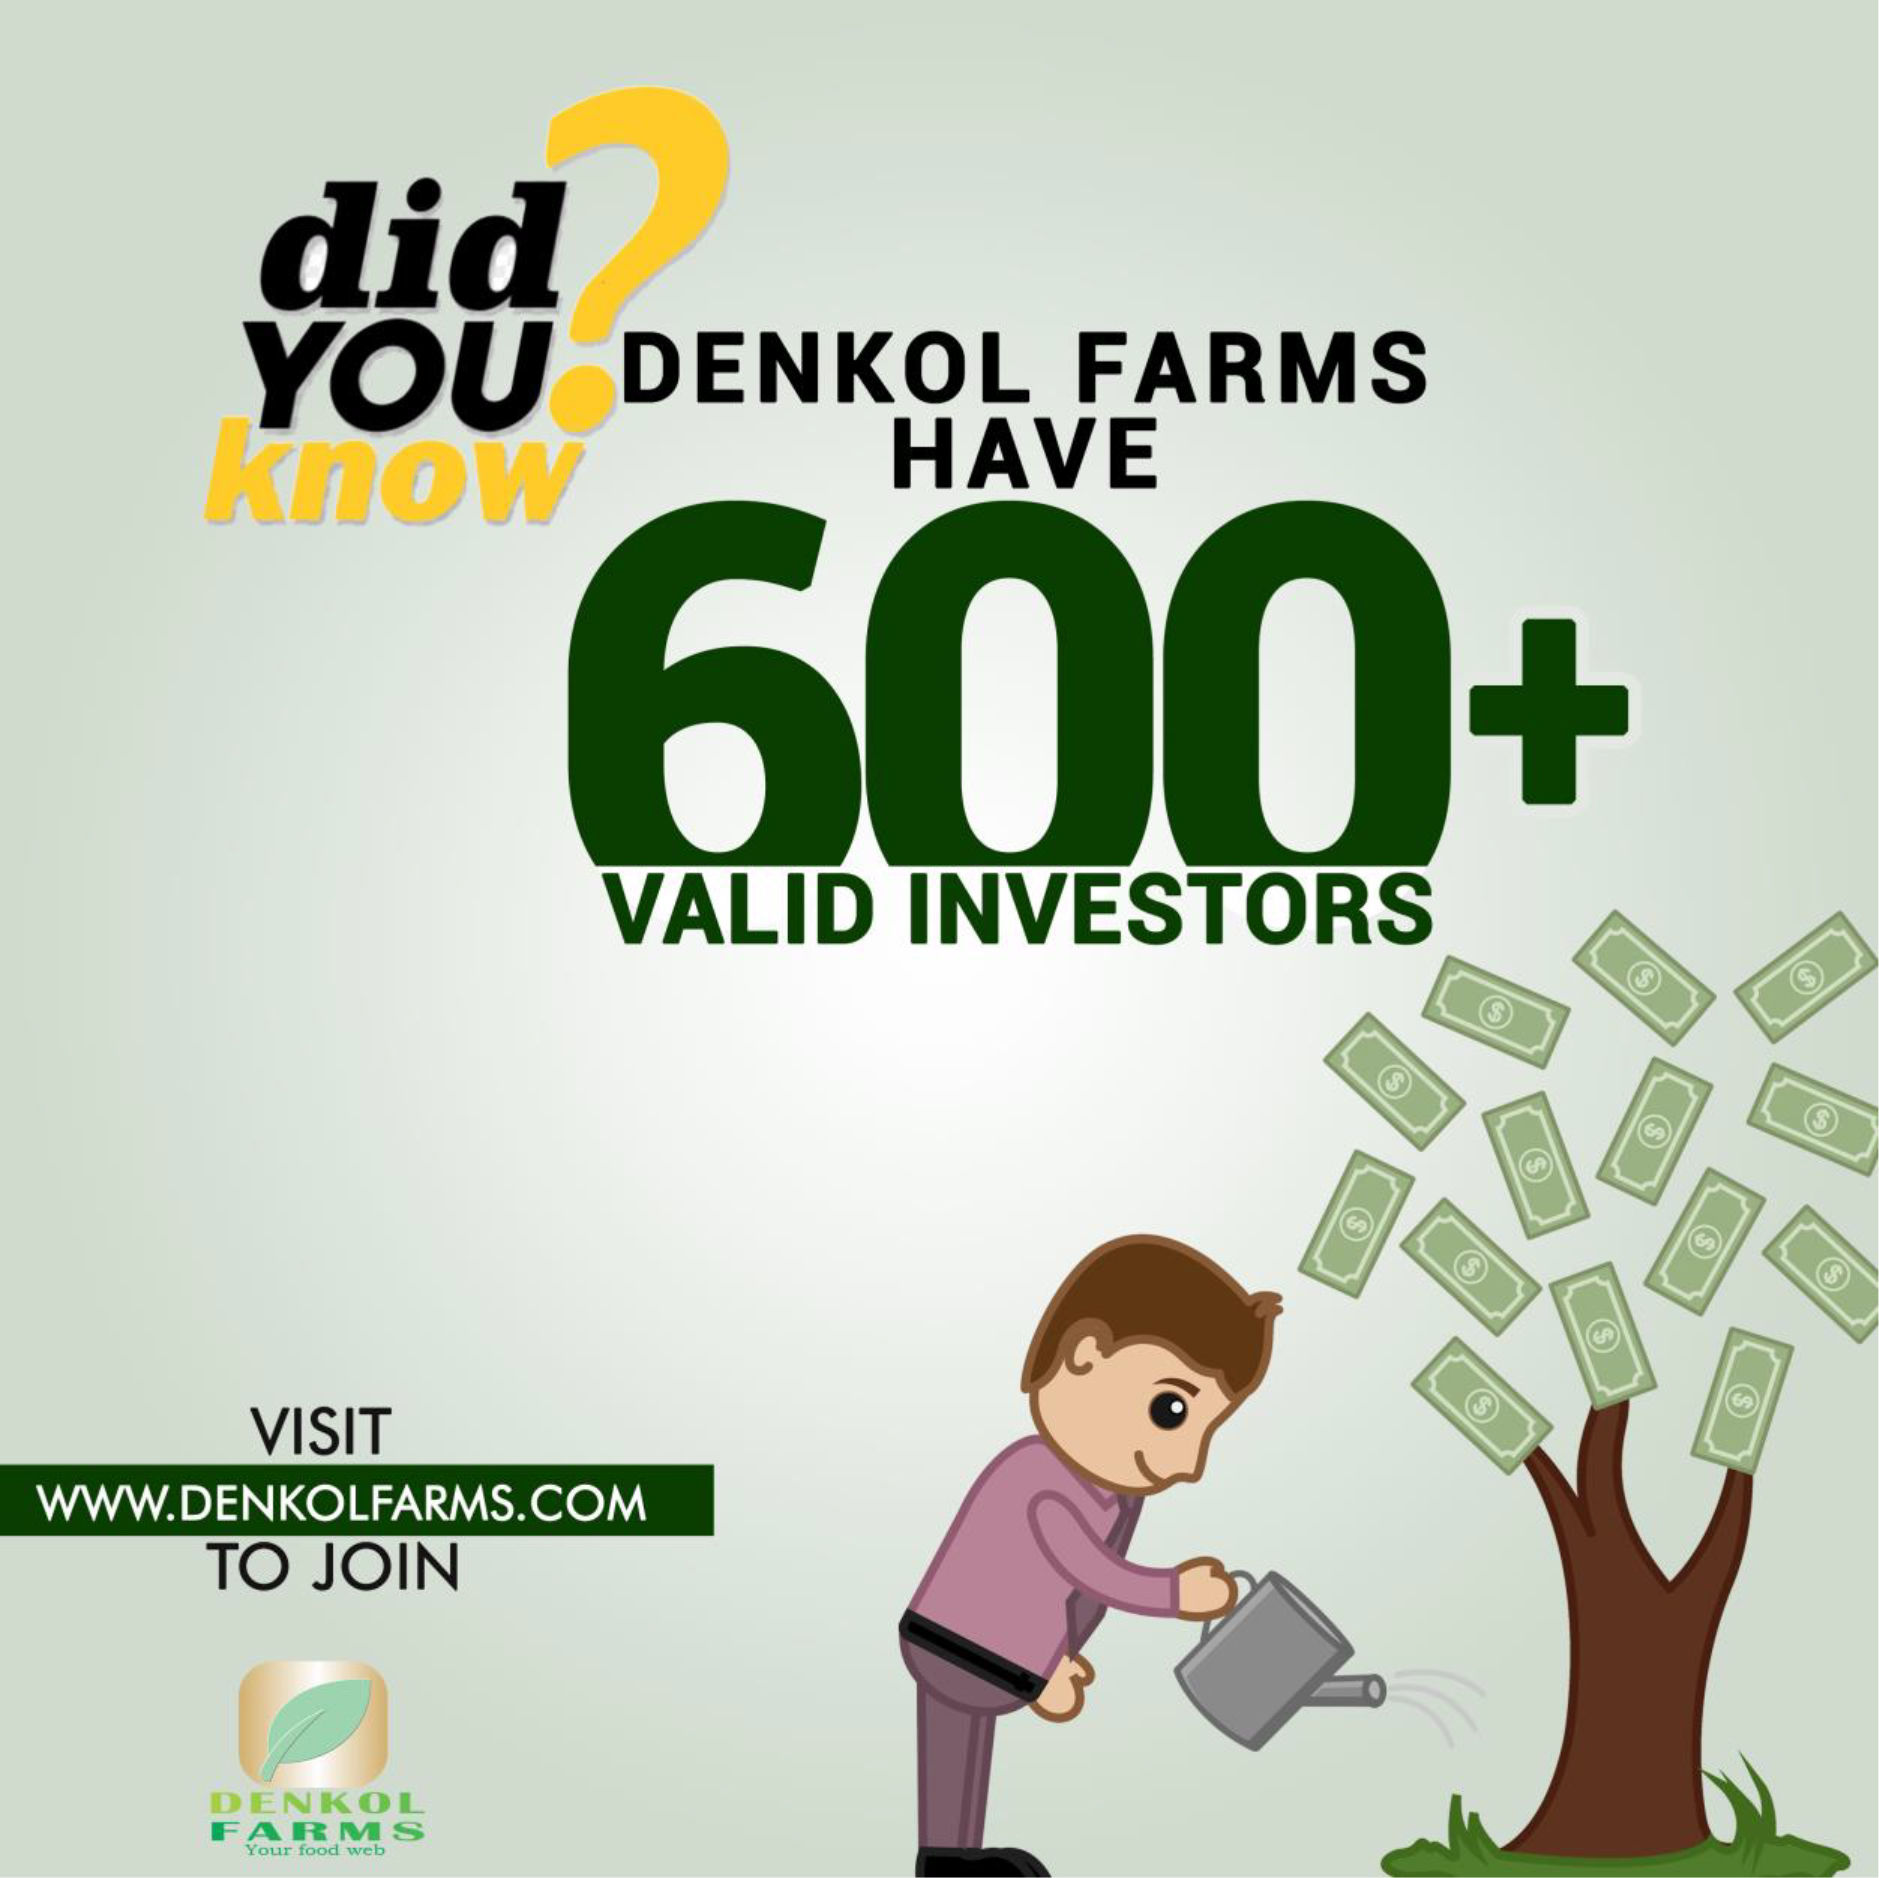 did
YOU?
know
DENKOL FARMS
HAVE
600+
VALID INVESTORS
VISIT
WWW.DENKOLFARMS.COM
TO JOIN
DENKOL
FARMS
Your food web